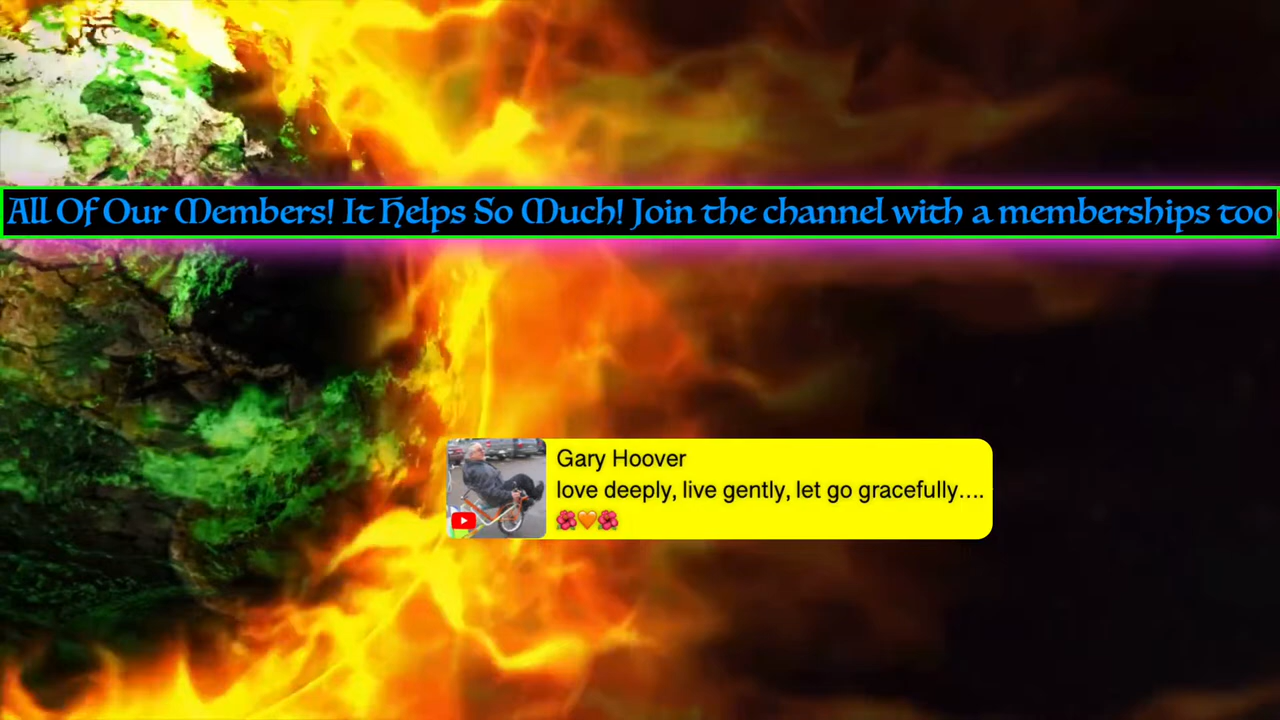 All Of Our Members! It Helps So Much! Join the channel with a memberships too
Gary Hoover
love deeply, live gently, let go gracefully....
🌺🧡🌺